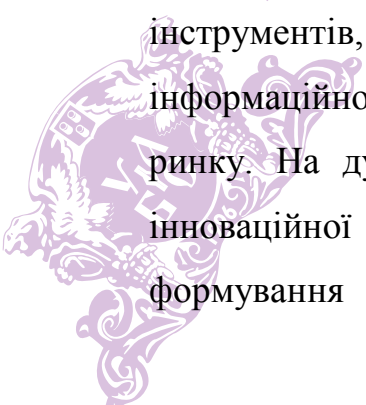 інструментів,
інформаційно
ринку. На ду
інноваційної
формування